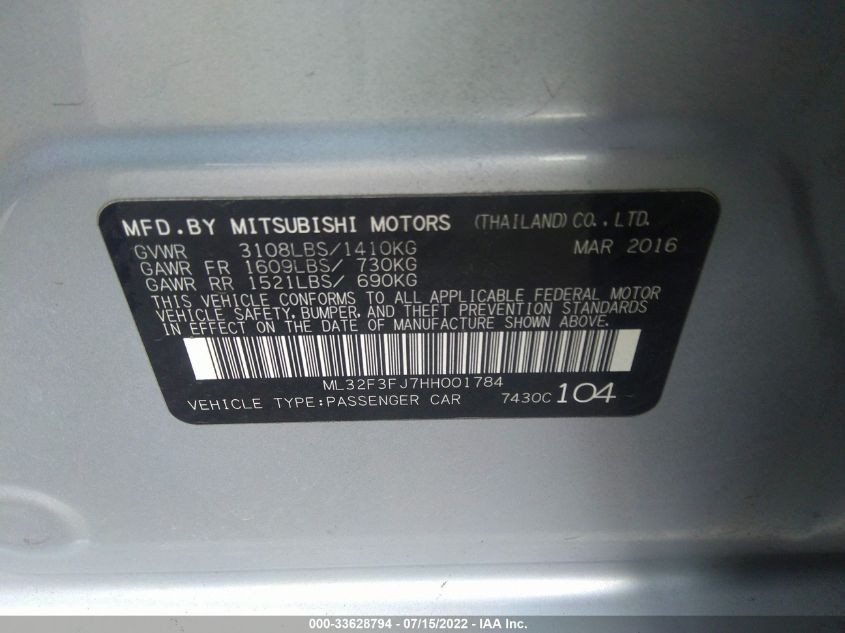 MFD.BY MITSUBISHI MOTORS (THAILAND) CO., LTD.
GVWR 3108LBS/1410KG MAR 2016
GAWR FR 1609LBS/ 730KG
GAWR RR 1521LBS/ 690KG
THIS VEHICLE CONFORMS TO ALL APPLICABLE FEDERAL MOTOR
VEHICLE SAFETY, BUMPER, AND THEFT PREVENTION STANDARDS
IN EFFECT ON THE DATE OF MANUFACTURE SHOWN ABOVE.
ML32F3FJ7HH001784
VEHICLE TYPE:PASSENGER CAR 7430C 104
000-33628794 - 07/15/2022 - IAA Inc.